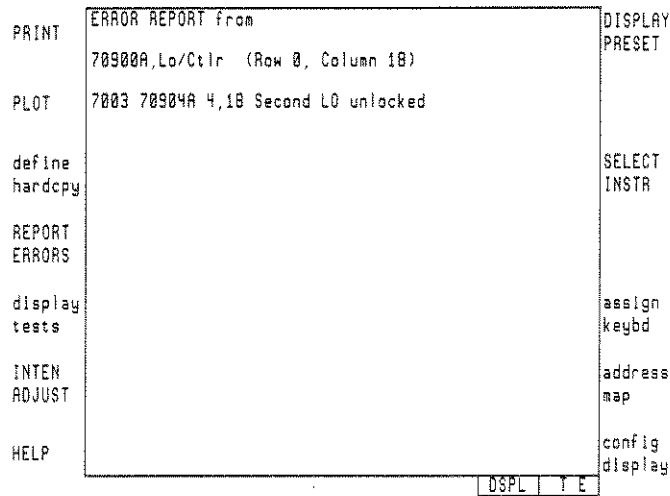 PRINT
PLOT
define
hardcpy
REPORT
ERRORS
display
tests
INTEN
ADJUST
HELP
ERROR REPORT from
70900A,Lo/Ctlr (Row 0, Column 18)
7003 70904A 4,18 Second LO unlocked
DISPLAY
PRESET
SELECT
INSTR
assign
keybd
address
map
config
display
DSPL T E